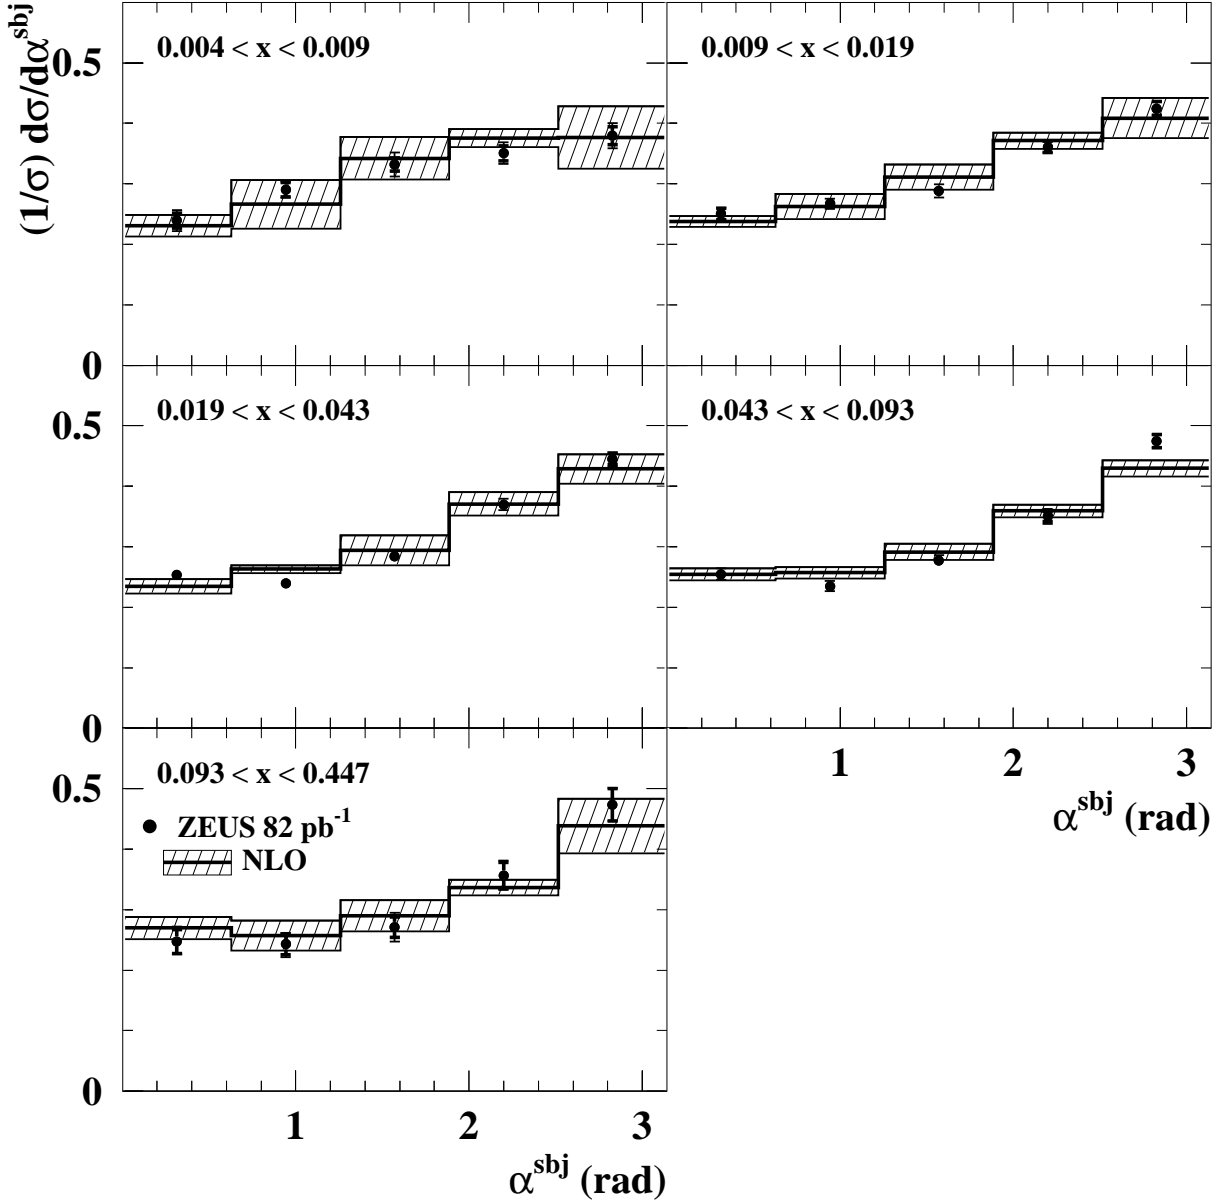 (1/σ) dσ/dα^sbj
0.5
0
0.004 < x < 0.009
0.009 < x < 0.019
0.5
0
0.019 < x < 0.043
0.043 < x < 0.093
1 2 3
α^sbj (rad)
0.5
0
0.093 < x < 0.447
ZEUS 82 pb^-1
NLO
1 2 3
α^sbj (rad)